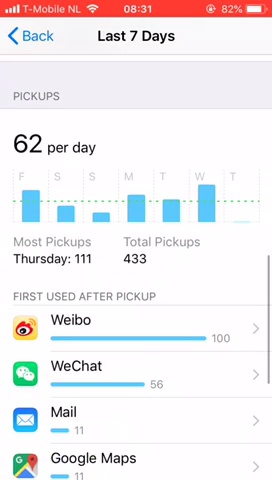 T-Mobile NL 08:31 82%
Back Last 7 Days
PICKUPS
62 per day
F S S M T W T
Most Pickups Total Pickups
Thursday: 111 433
FIRST USED AFTER PICKUP
Weibo
100
WeChat
56
Mail
11
Google Maps
11